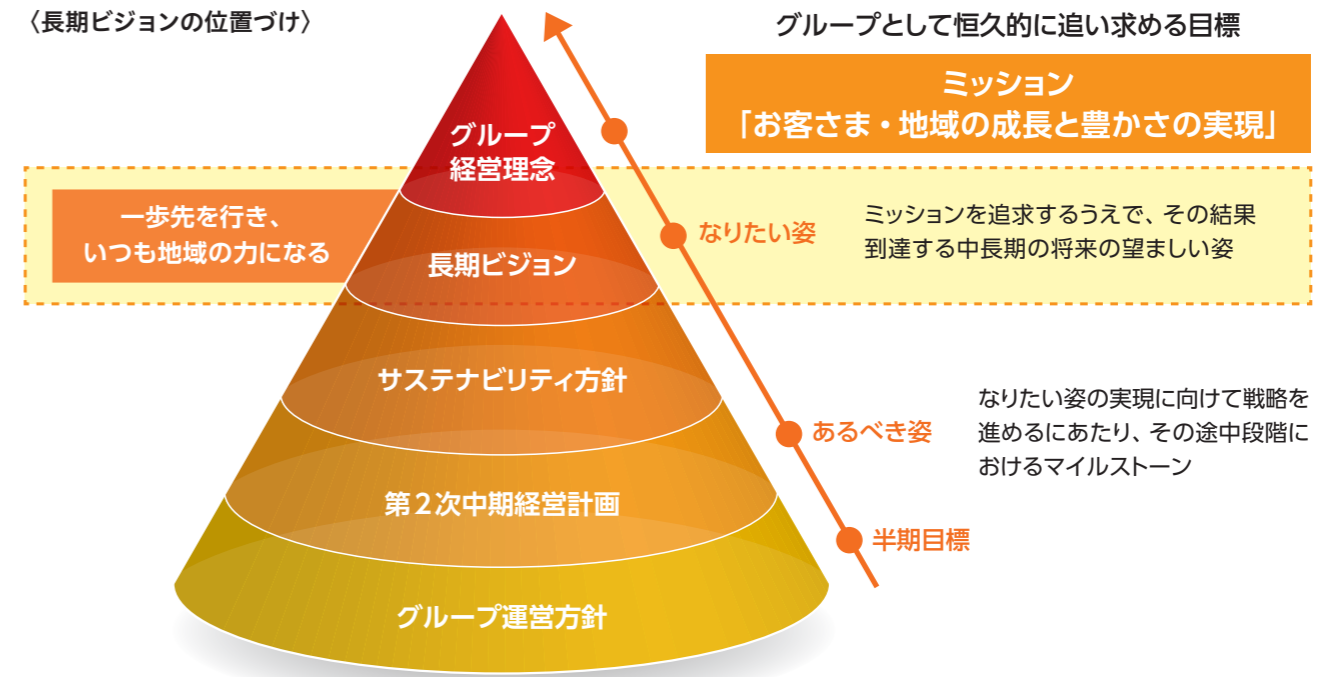 〈長期ビジョンの位置づけ〉
グループとして恒久的に追い求める目標
ミッション
「お客さま・地域の成長と豊かさの実現」
グループ
経営理念
一歩先を行き、
いつも地域の力になる
長期ビジョン
なりたい姿
ミッションを追求するうえで、その結果
到達する中長期の将来の望ましい姿
サステナビリティ方針
あるべき姿
なりたい姿の実現に向けて戦略を
進めるにあたり、その途中段階に
おけるマイルストーン
第2次中期経営計画
半期目標
グループ運営方針